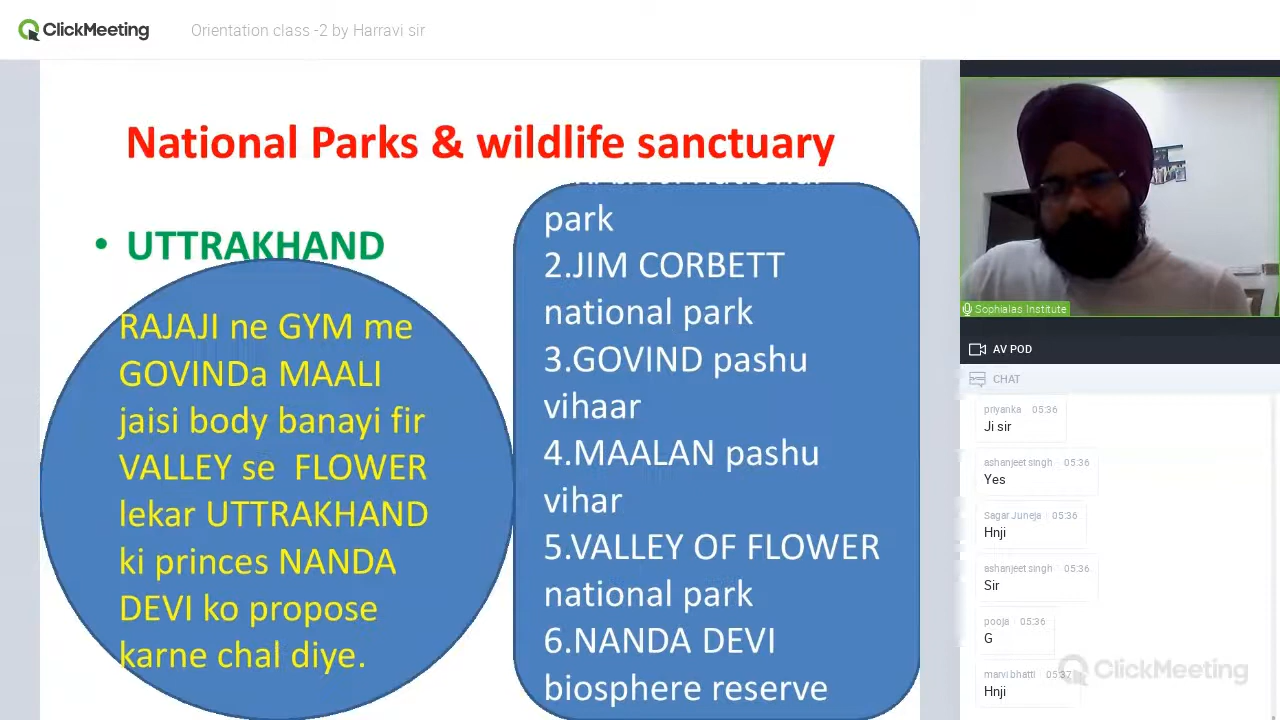 ClickMeeting
Orientation class -2 by Harravi sir
National Parks & wildlife sanctuary
• UTTRAKHAND
RAJAJI ne GYM me
GOVINDa MAALI
jaisi body banayi fir
VALLEY se FLOWER
lekar UTTRAKHAND
ki princes NANDA
DEVI ko propose
karne chal diye.
park
2.JIM CORBETT
national park
3.GOVIND pashu
vihaar
4.MAALAN pashu
vihar
5.VALLEY OF FLOWER
national park
6.NANDA DEVI
biosphere reserve
Sophialas Institute
AV POD
CHAT
priyanka 05:36
Ji sir
ashanjeet singh 05:36
Yes
Sagar Juneja 05:36
Hnji
ashanjeet singh 05:36
Sir
pooja 05:36
G
marvi bhatti 05:37
Hnji
ClickMeeting